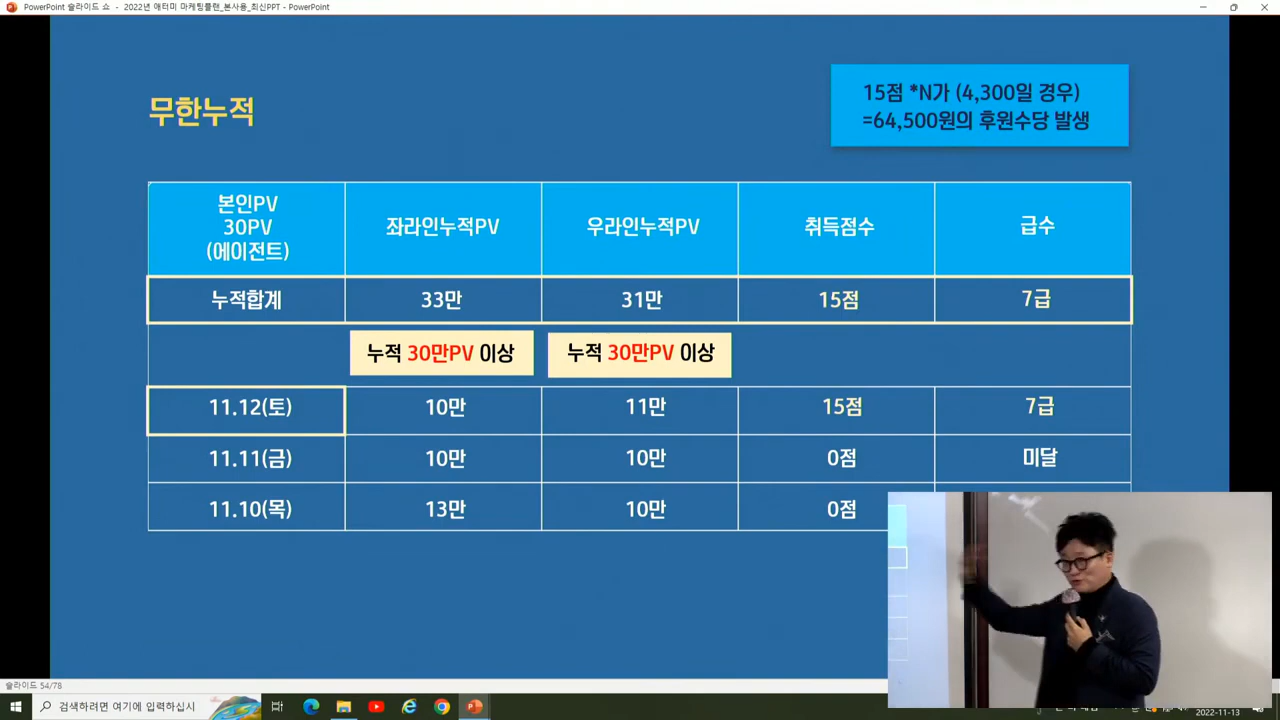 PowerPoint 슬라이드 쇼 - 2022년 애터미 마케팅플랜_본사용_최신PPT - PowerPoint
무한누적
15점 *N가 (4,300일 경우)
=64,500원의 후원수당 발생
본인PV
30PV
(에이전트)
좌라인누적PV
우라인누적PV
취득점수
급수
누적합계 33만 31만 15점 7급
누적 30만PV 이상 누적 30만PV 이상
11.12(토) 10만 11만 15점 7급
11.11(금) 10만 10만 0점 미달
11.10(목) 13만 10만 0점
슬라이드 54/78
검색하려면 여기에 입력하십시
2022-11-13